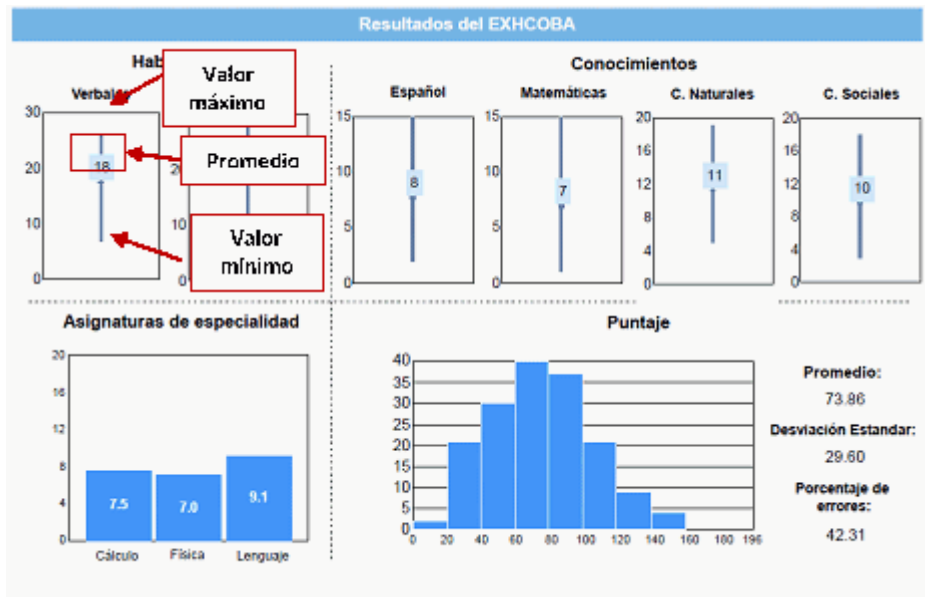 Resultados del EXHCOBA
Hab
Conocimientos
Verbales
Español
Matemáticas
C. Naturales
C. Sociales
Valor
máximo
Promedio
Valor
mínimo
30
20
10
0
18
20
10
0
15
10
5
0
8
15
10
5
0
7
20
16
12
8
4
0
11
20
16
12
8
4
0
10
Asignaturas de especialidad
20
16
12
8
4
0
7.5
7.0
9.1
Cálculo
Física
Lenguaje
Puntaje
40
35
30
25
20
15
10
5
0
0 20 40 60 80 100 120 140 160 180 196
Promedio:
73.86
Desviación Estandar:
29.60
Porcentaje de
errores:
42.31